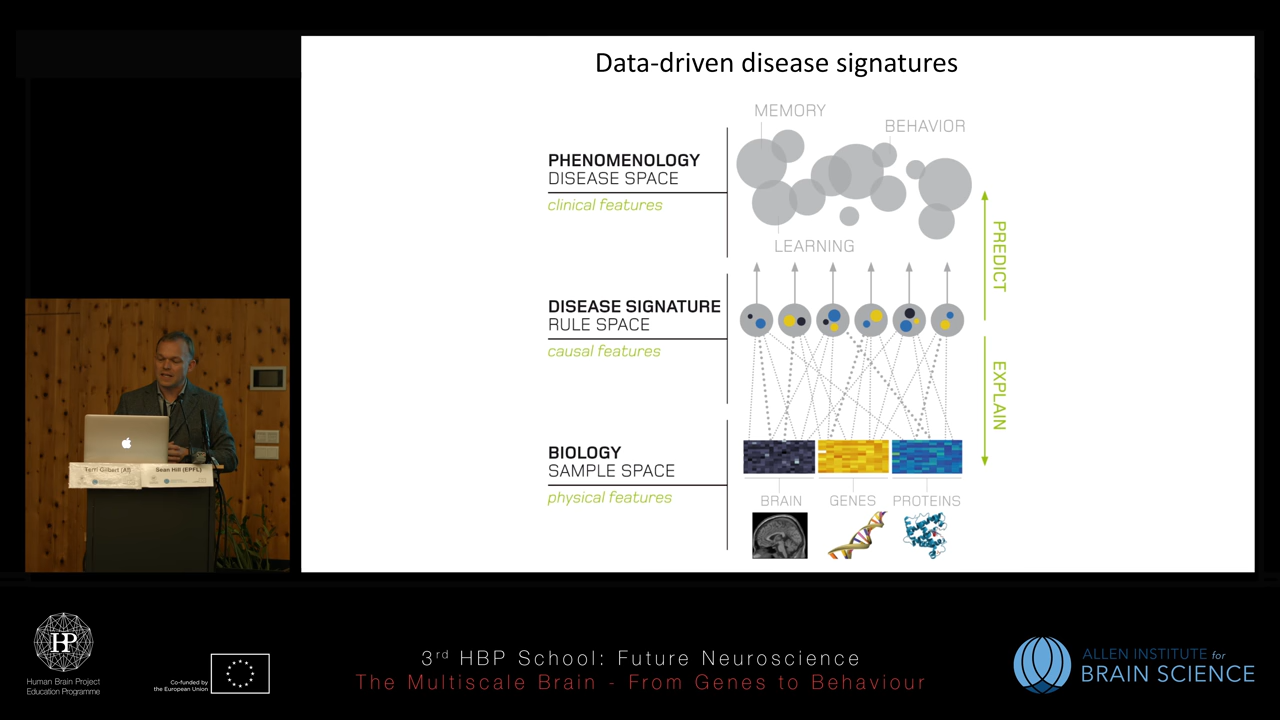 Data-driven disease signatures
MEMORY
BEHAVIOR
PHENOMENOLOGY
DISEASE SPACE
clinical features
LEARNING
PREDICT
DISEASE SIGNATURE
RULE SPACE
causal features
EXPLAIN
BIOLOGY
SAMPLE SPACE
physical features
BRAIN
GENES
PROTEINS
Terri Gilbert (AI)
Sean Hill (EPFL)
HP
Human Brain Project
Education Programme
Co-funded by
the European Union
3rd HBP School: Future Neuroscience
The Multiscale Brain - From Genes to Behaviour
ALLEN INSTITUTE for
BRAIN SCIENCE